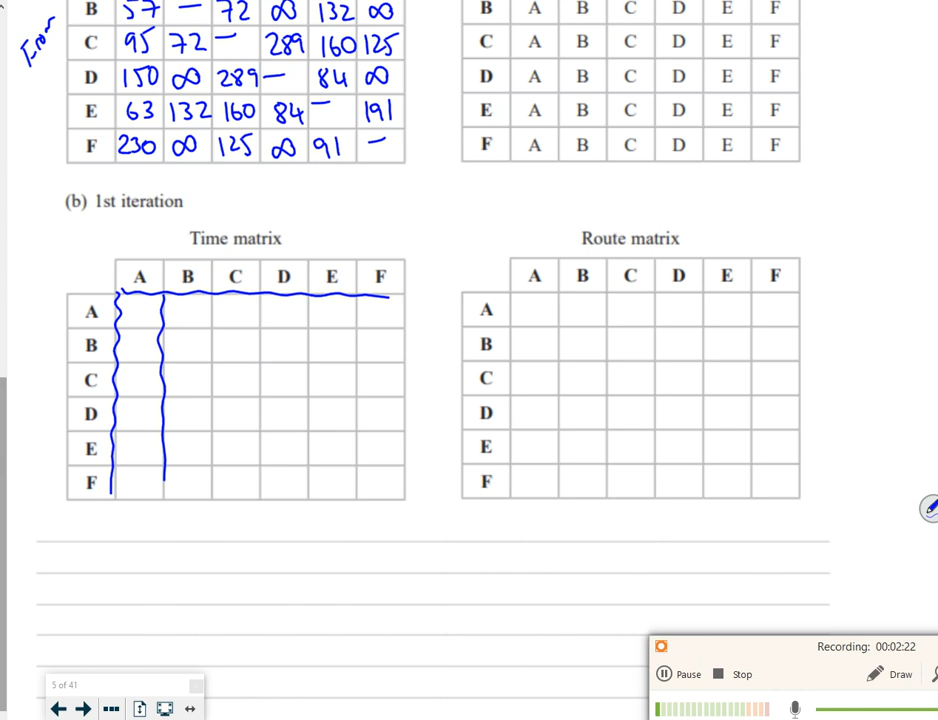 B 57 — 72 ∞ 132 ∞ B A B C D E F
From
C 95 72 — 289 160 125 C A B C D E F
D 150 ∞ 289 — 84 ∞ D A B C D E F
E 63 132 160 84 — 191 E A B C D E F
F 230 ∞ 125 ∞ 91 — F A B C D E F
(b) 1st iteration
Time matrix Route matrix
A B C D E F A B C D E F
A A
B B
C C
D D
E E
F F
Recording: 00:02:22
Pause Stop Draw
5 of 41